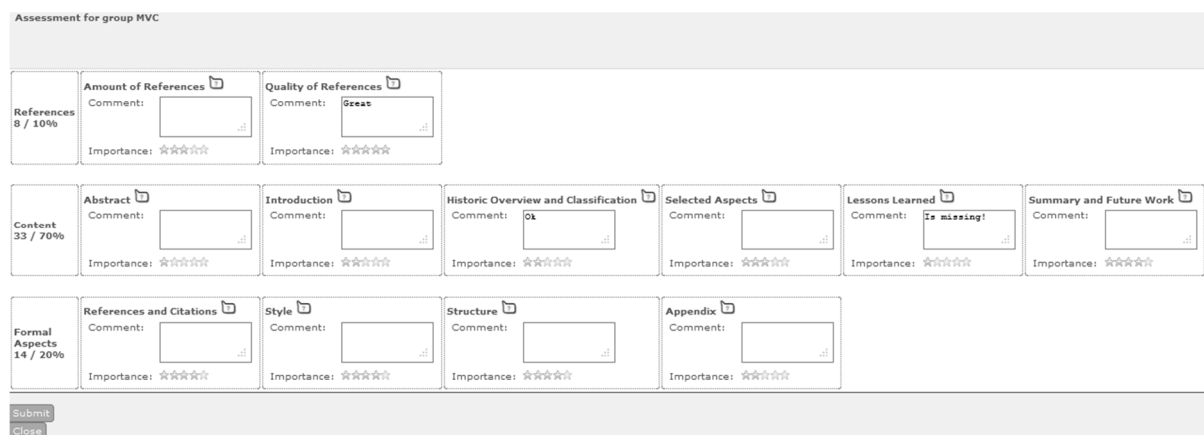 Assessment for group MVC
References
8 / 10%
Amount of References ?
Comment:
Importance:
Quality of References ?
Comment: Great
Importance:
Content
33 / 70%
Abstract ?
Comment:
Importance:
Introduction ?
Comment:
Importance:
Historic Overview and Classification ?
Comment: Ok
Importance:
Selected Aspects ?
Comment:
Importance:
Lessons Learned ?
Comment: Is missing!
Importance:
Summary and Future Work ?
Comment:
Importance:
Formal
Aspects
14 / 20%
References and Citations ?
Comment:
Importance:
Style ?
Comment:
Importance:
Structure ?
Comment:
Importance:
Appendix ?
Comment:
Importance:
Submit
Close